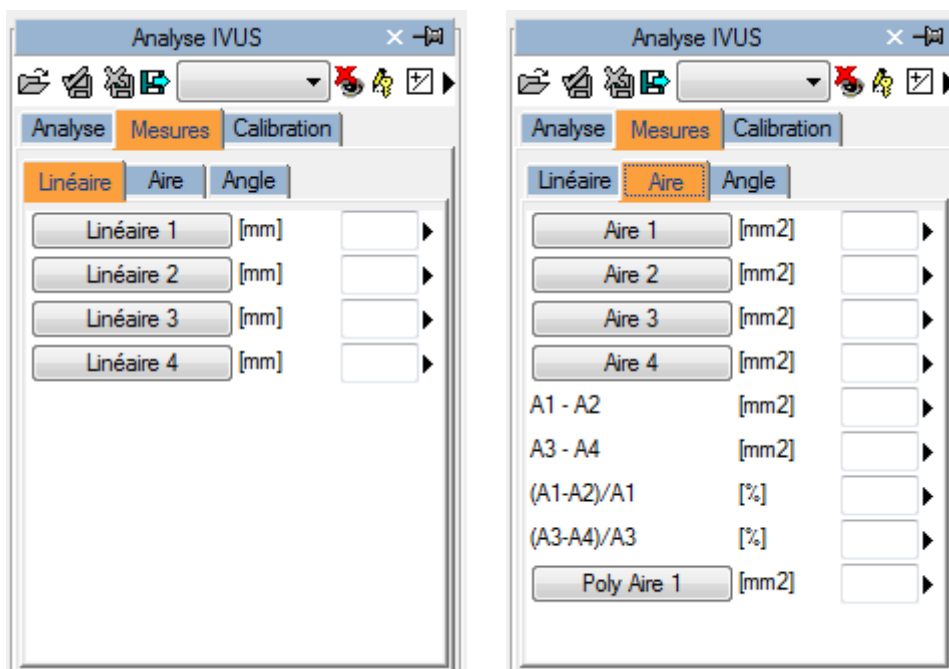 Analyse IVUS
Analyse Mesures Calibration
Linéaire Aire Angle
Linéaire 1 [mm]
Linéaire 2 [mm]
Linéaire 3 [mm]
Linéaire 4 [mm]
Analyse IVUS
Analyse Mesures Calibration
Linéaire Aire Angle
Aire 1 [mm2]
Aire 2 [mm2]
Aire 3 [mm2]
Aire 4 [mm2]
A1 - A2 [mm2]
A3 - A4 [mm2]
(A1-A2)/A1 [%]
(A3-A4)/A3 [%]
Poly Aire 1 [mm2]